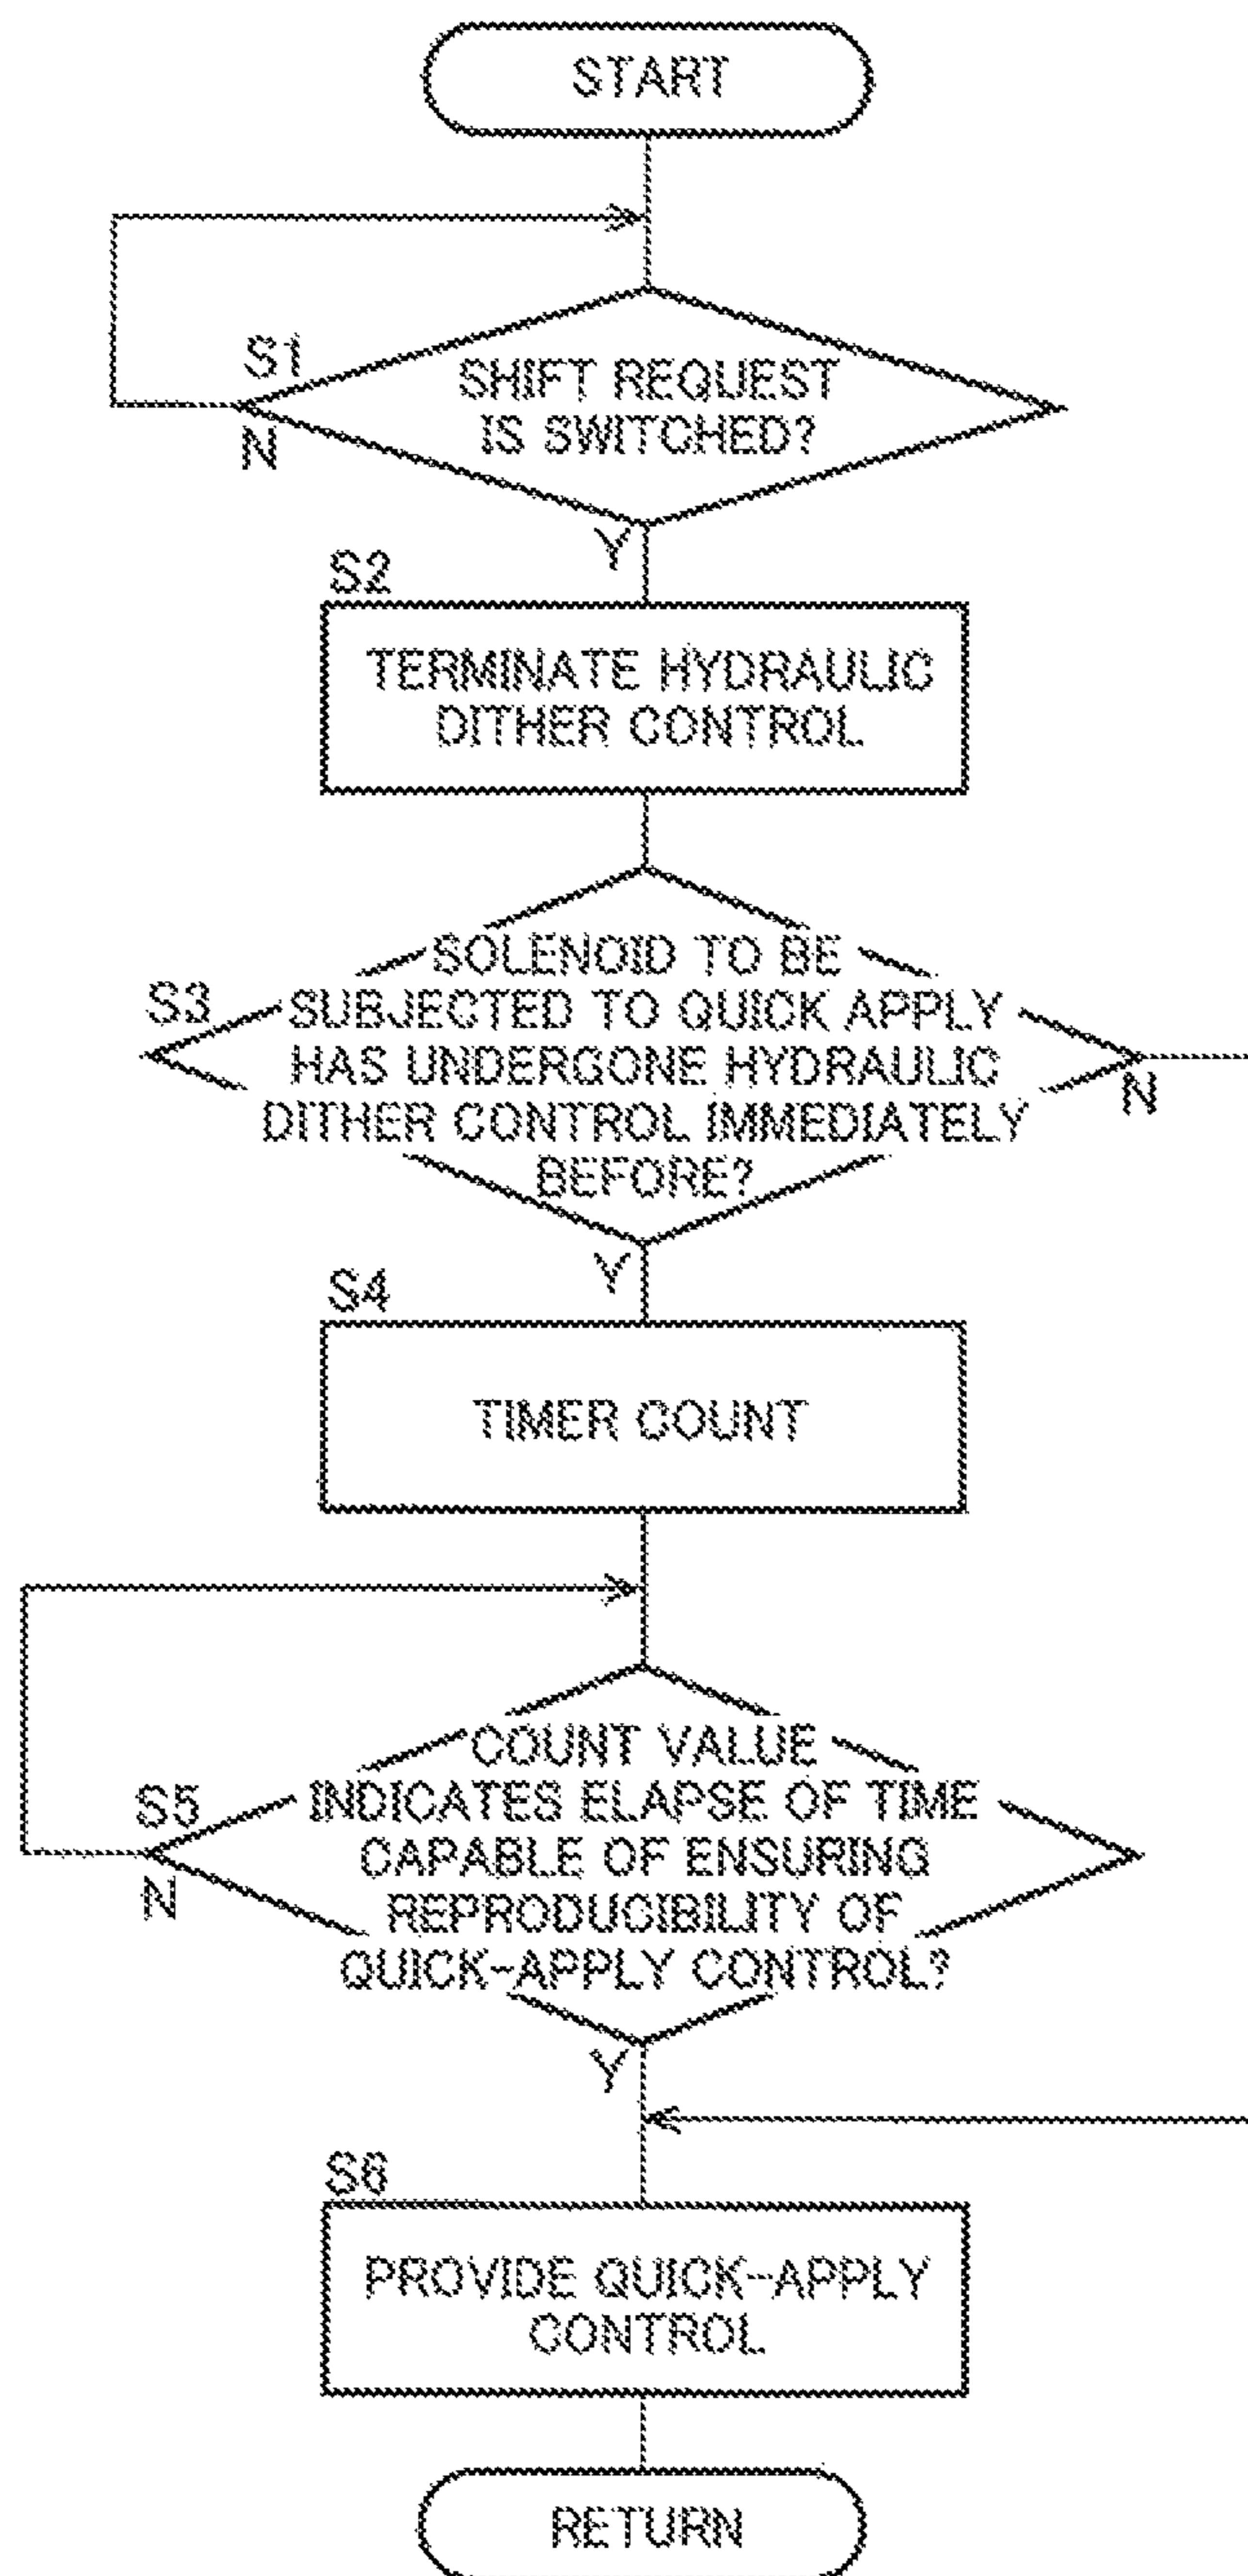 START
S1
SHIFT REQUEST
IS SWITCHED?
N
Y
S2
TERMINATE HYDRAULIC
DITHER CONTROL
S3
SOLENOID TO BE
SUBJECTED TO QUICK APPLY
HAS UNDERGONE HYDRAULIC
DITHER CONTROL IMMEDIATELY
BEFORE?
N
Y
S4
TIMER COUNT
S5
COUNT VALUE
INDICATES ELAPSE OF TIME
CAPABLE OF ENSURING
REPRODUCIBILITY OF
QUICK-APPLY CONTROL?
N
Y
S6
PROVIDE QUICK-APPLY
CONTROL
RETURN